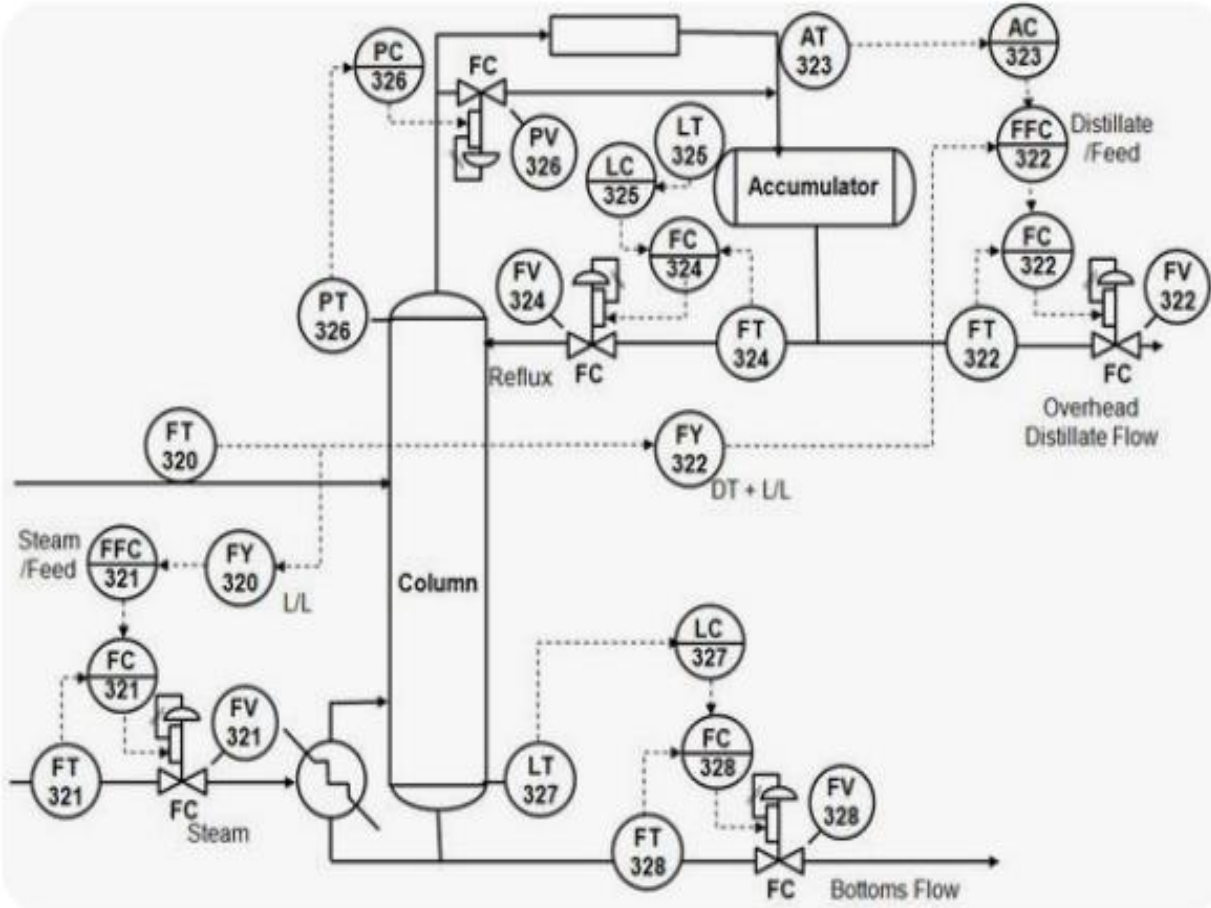 PC
326
FC
PV
326
AT
323
AC
323
FFC
322
Distillate
/Feed
LT
325
LC
325
Accumulator
FC
324
FC
322
FV
324
FV
322
PT
326
FT
324
FT
322
Reflux
FC
FC
Overhead
Distillate Flow
FT
320
FY
322
DT + L/L
Steam
/Feed
FFC
321
FY
320
L/L
Column
FC
321
LC
327
FV
321
FC
328
FT
321
FC
Steam
LT
327
FV
328
FT
328
FC
Bottoms Flow